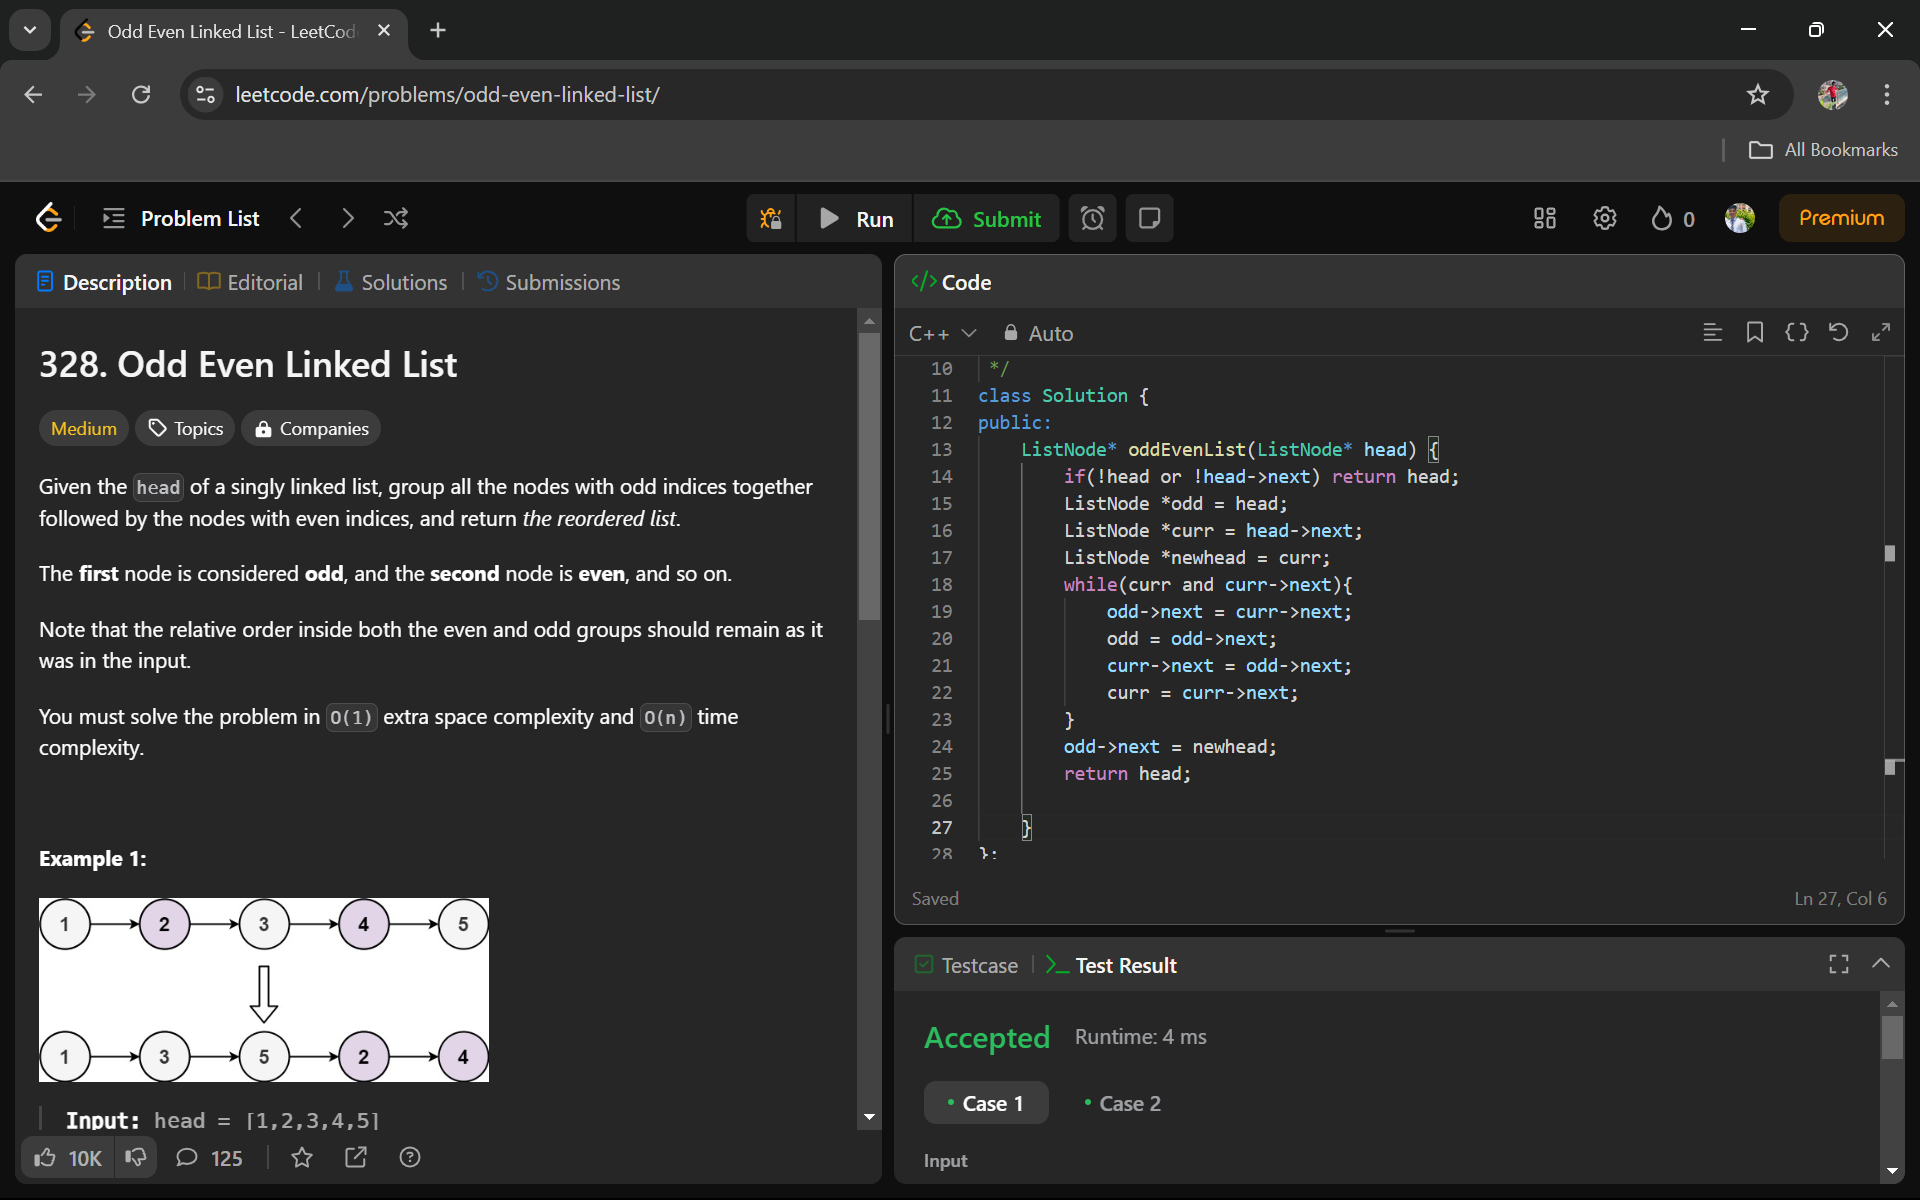 Odd Even Linked List - LeetCod
leetcode.com/problems/odd-even-linked-list/
All Bookmarks
Problem List
Run
Submit
0
Premium
Description
Editorial
Solutions
Submissions
328. Odd Even Linked List
Medium
Topics
Companies
Given the head of a singly linked list, group all the nodes with odd indices together
followed by the nodes with even indices, and return the reordered list.
The first node is considered odd, and the second node is even, and so on.
Note that the relative order inside both the even and odd groups should remain as it
was in the input.
You must solve the problem in O(1) extra space complexity and O(n) time
complexity.
Example 1:
1 2 3 4 5
1 3 5 2 4
Input: head = [1,2,3,4,5]
10K
125
</> Code
C++
Auto
10 */
11 class Solution {
12 public:
13 ListNode* oddEvenList(ListNode* head) {
14 if(!head or !head->next) return head;
15 ListNode *odd = head;
16 ListNode *curr = head->next;
17 ListNode *newhead = curr;
18 while(curr and curr->next){
19 odd->next = curr->next;
20 odd = odd->next;
21 curr->next = odd->next;
22 curr = curr->next;
23 }
24 odd->next = newhead;
25 return head;
26
27 }
28 };
Saved
Ln 27, Col 6
Testcase
Test Result
Accepted
Runtime: 4 ms
Case 1
Case 2
Input